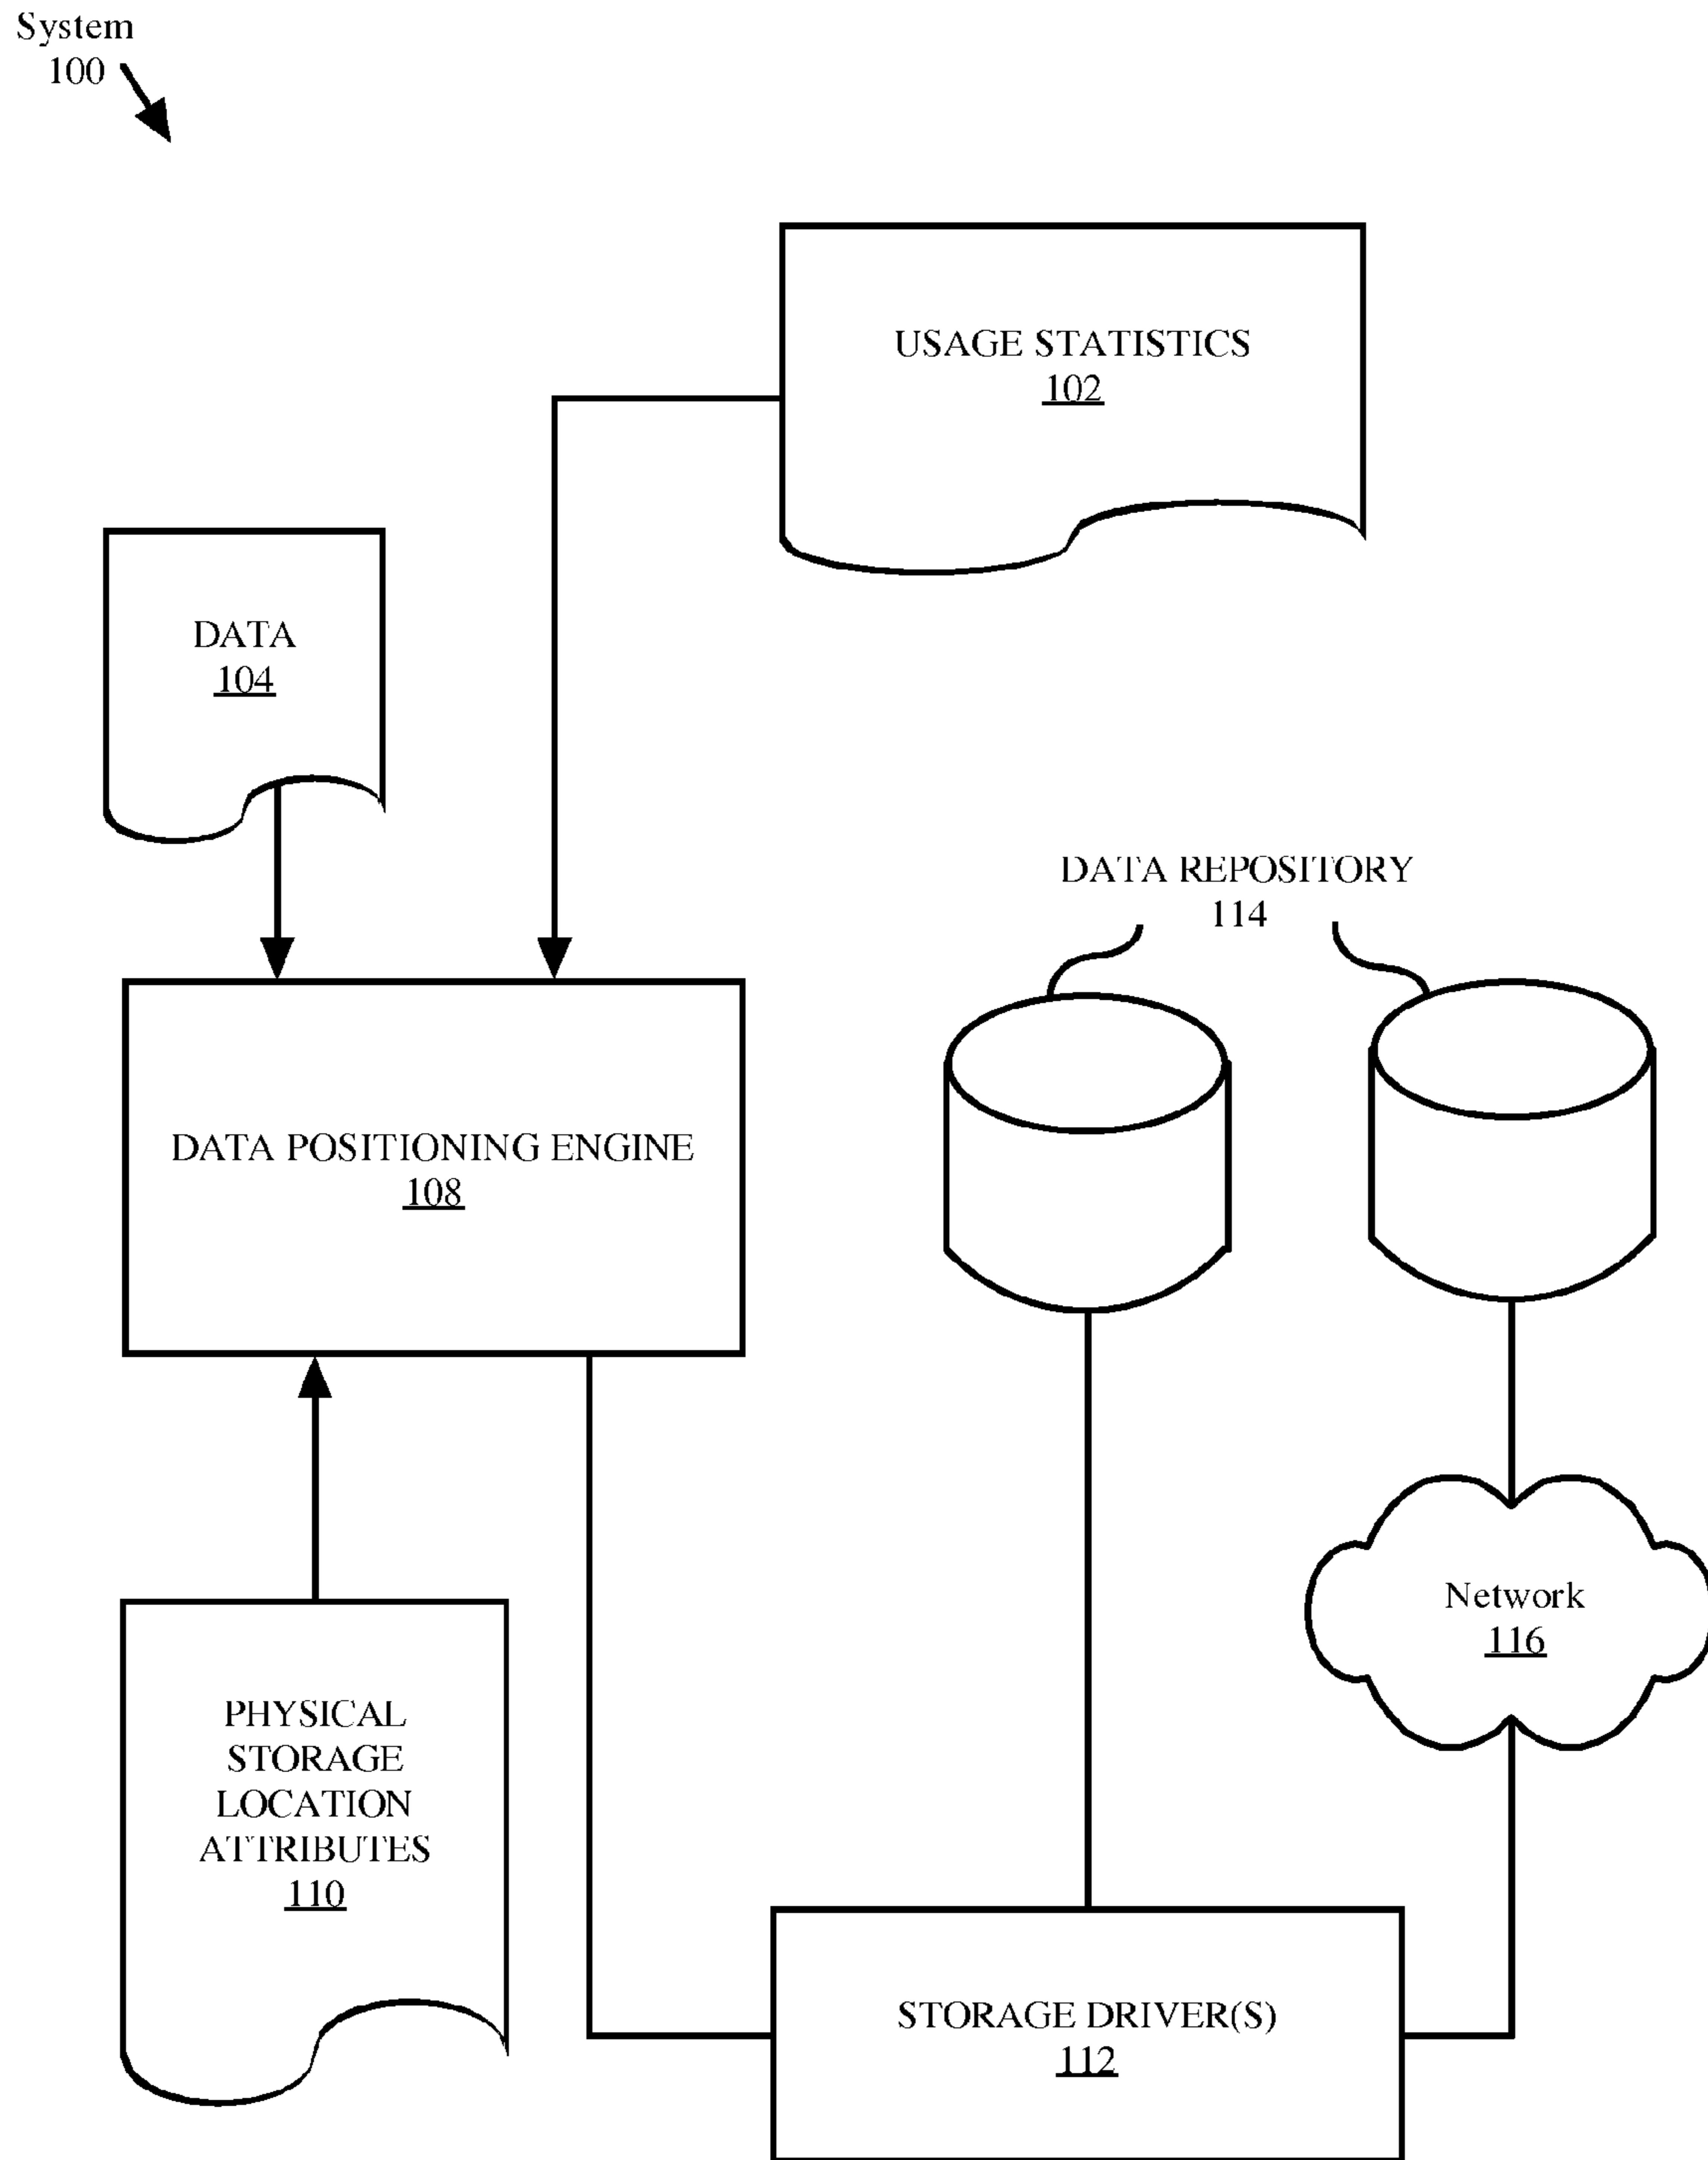 System
100
USAGE STATISTICS
102
DATA
104
DATA REPOSITORY
114
DATA POSITIONING ENGINE
108
Network
116
PHYSICAL
STORAGE
LOCATION
ATTRIBUTES
110
STORAGE DRIVER(S)
112